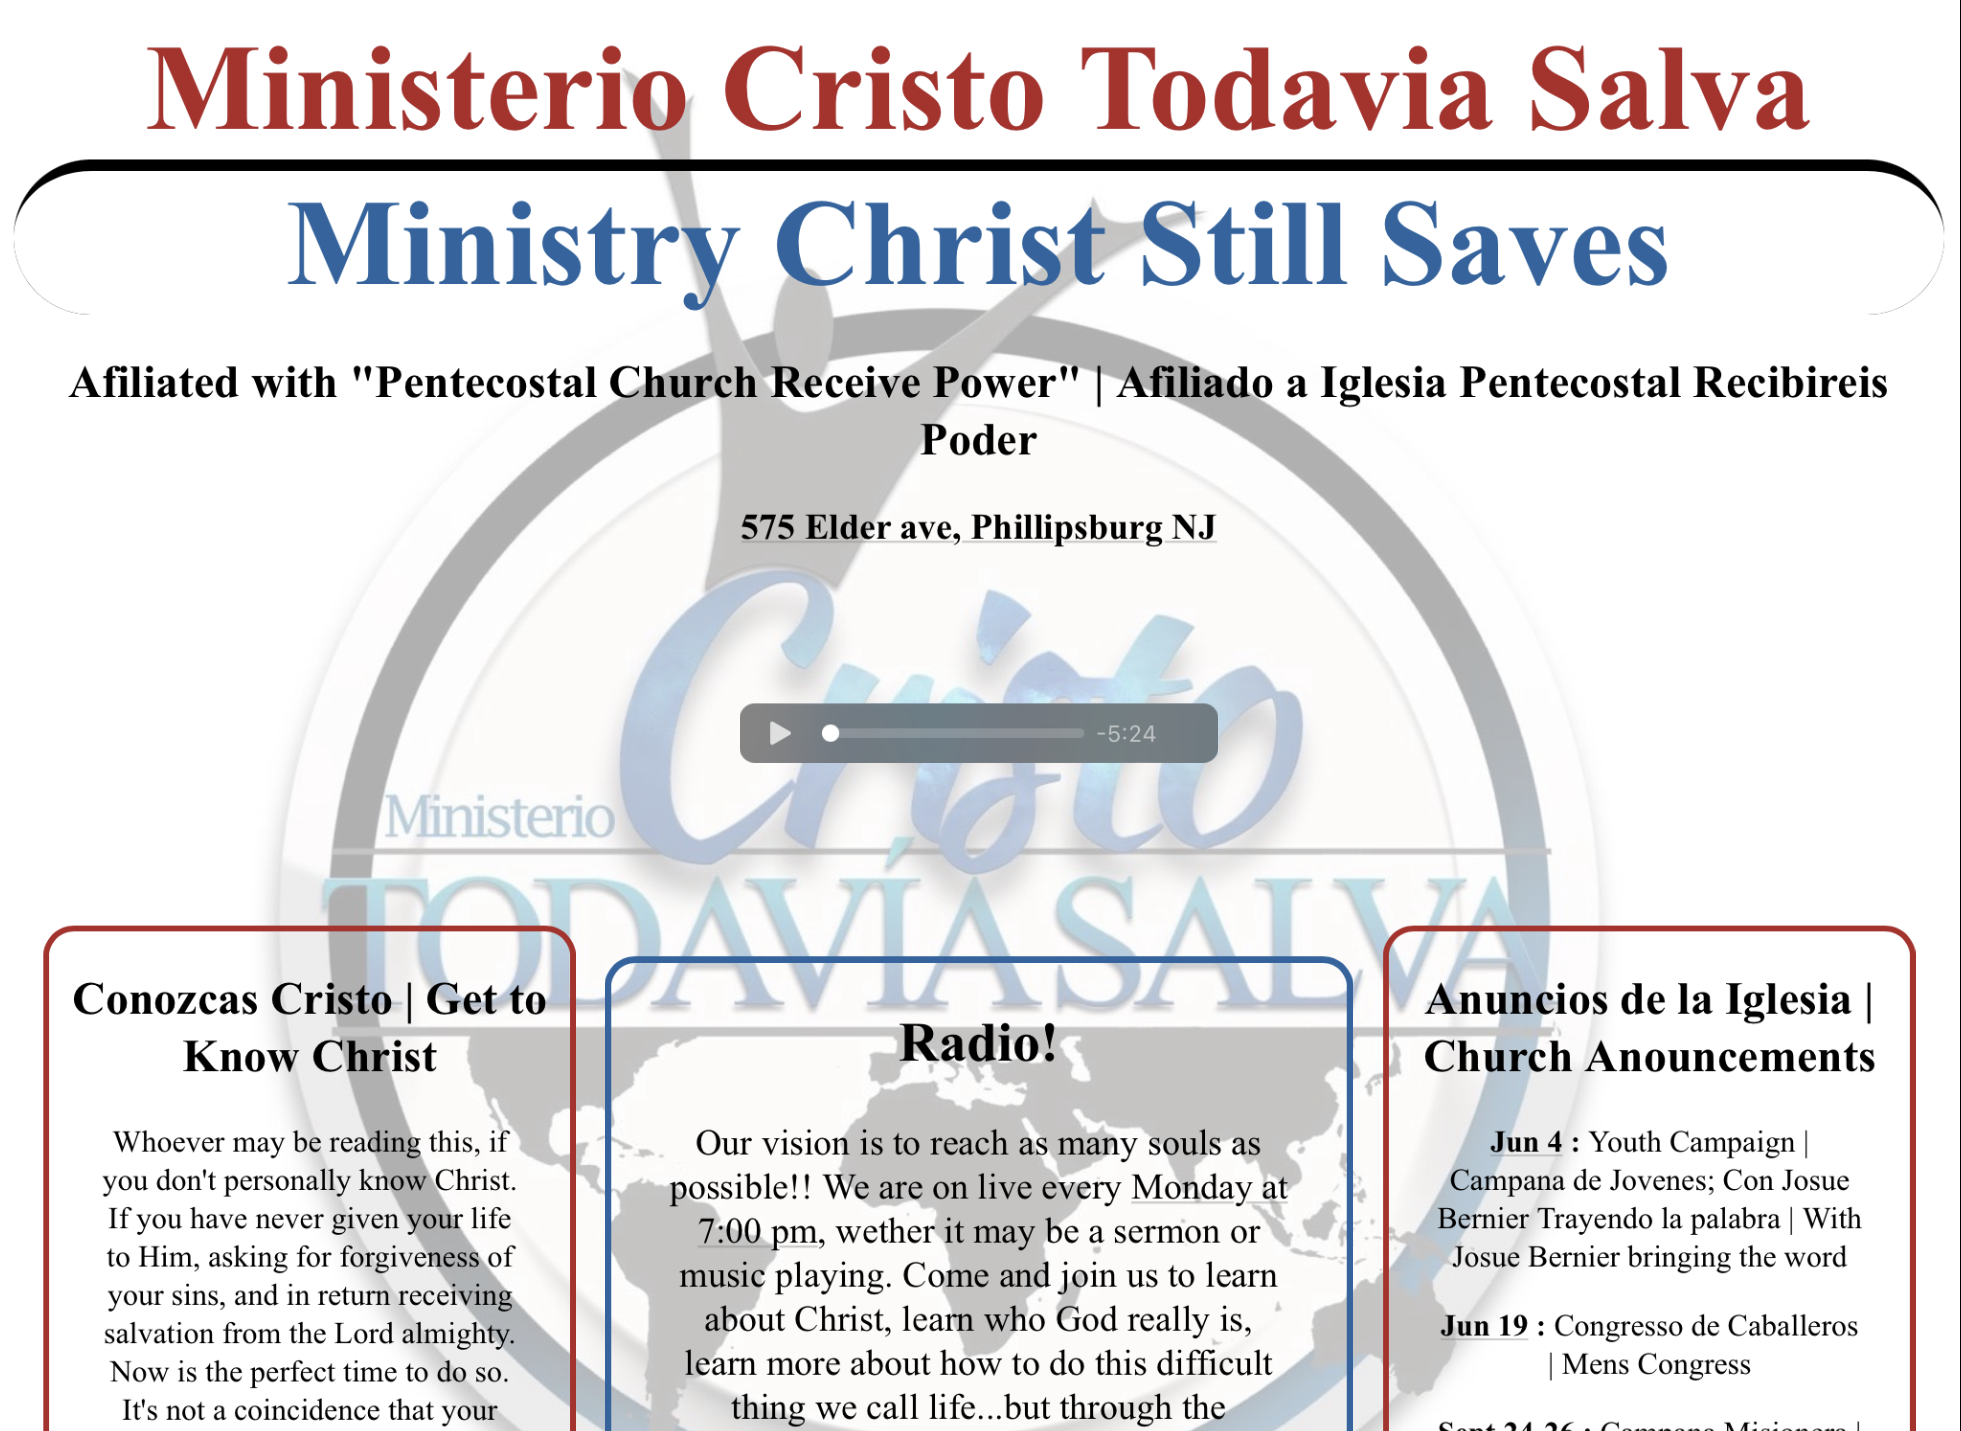 Ministerio Cristo Todavia Salva
Ministry Christ Still Saves
Afiliated with "Pentecostal Church Receive Power" | Afiliado a Iglesia Pentecostal Recibireis
Poder
575 Elder ave, Phillipsburg NJ
Cristo
-5:24
Ministerio
TODAVÍA SALVA
Conozcas Cristo | Get to
Know Christ
Whoever may be reading this, if
you don't personally know Christ.
If you have never given your life
to Him, asking for forgiveness of
your sins, and in return receiving
salvation from the Lord almighty.
Now is the perfect time to do so.
It's not a coincidence that your
Radio!
Our vision is to reach as many souls as
possible!! We are on live every Monday at
7:00 pm, wether it may be a sermon or
music playing. Come and join us to learn
about Christ, learn who God really is,
learn more about how to do this difficult
thing we call life...but through the
Anuncios de la Iglesia |
Church Anouncements
Jun 4 : Youth Campaign |
Campana de Jovenes; Con Josue
Bernier Trayendo la palabra | With
Josue Bernier bringing the word
Jun 19 : Congresso de Caballeros
| Mens Congress
Sept 24-26 : Campana Misionera |